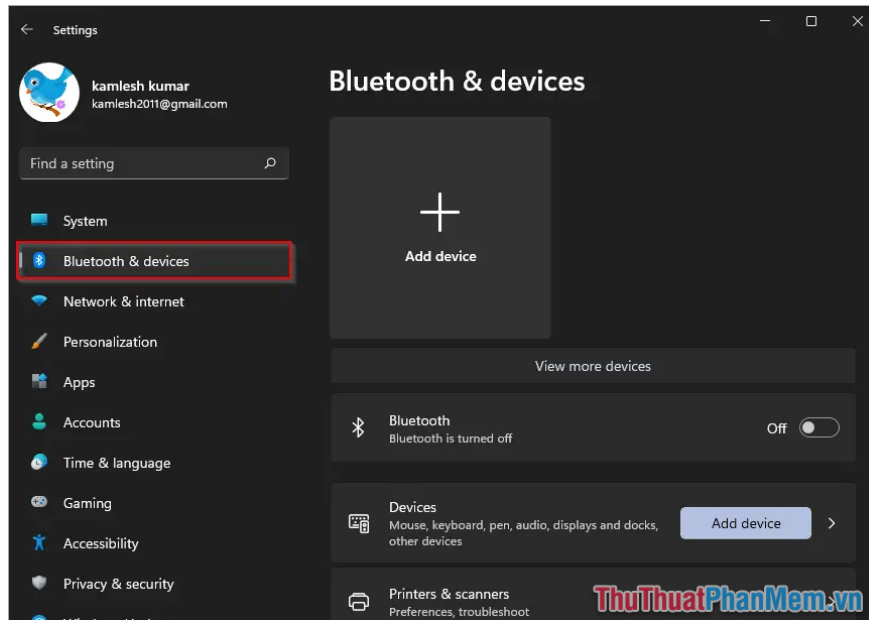 Settings
kamlesh kumar
kamlesh2011@gmail.com
Find a setting
System
Bluetooth & devices
Network & internet
Personalization
Apps
Accounts
Time & language
Gaming
Accessibility
Privacy & security
Bluetooth & devices
Add device
View more devices
Bluetooth
Bluetooth is turned off
Off
Devices
Mouse, keyboard, pen, audio, displays and docks,
other devices
Add device
Printers & scanners
Preferences, troubleshoot
ThuThuatPhanMem.vn